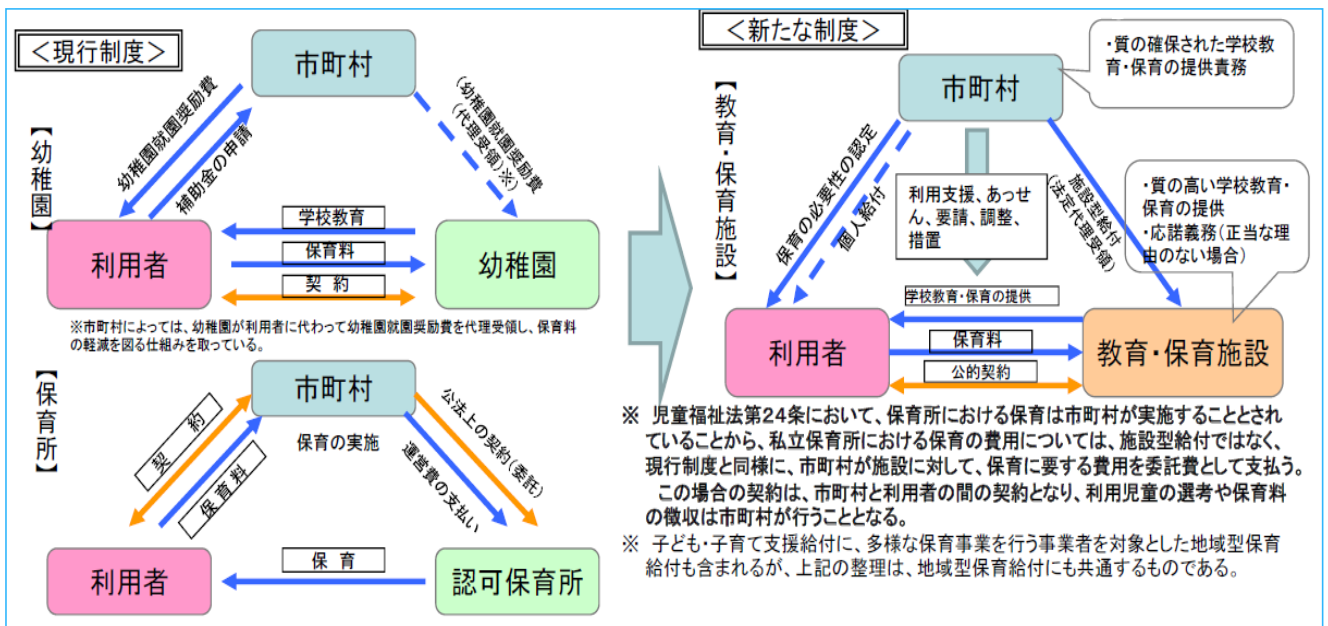 ＜現行制度＞
【幼稚園】
市町村
幼稚園就園奨励費
補助金の申請
(幼稚園就園奨励費
(代理受領)※)
利用者
学校教育
保育料
契 約
幼稚園
※市町村によっては、幼稚園が利用者に代わって幼稚園就園奨励費を代理受領し、保育料
の軽減を図る仕組みを取っている。
【保育所】
市町村
契 約
保育料
保育の実施
公法上の契約(委託)
運営費の支払い
利用者
保 育
認可保育所
＜新たな制度＞
【教育・保育施設】
市町村
・質の確保された学校教
育・保育の提供責務
保育の必要性の認定
個人給付
利用支援、あっ
せん、要請、調整、
措置
施設型給付
(法定代理受領)
・質の高い学校教育・
保育の提供
・応諾義務(正当な理
由のない場合)
利用者
学校教育・保育の提供
保育料
公的契約
教育・保育施設
※ 児童福祉法第24条において、保育所における保育は市町村が実施することとされ
ていることから、私立保育所における保育の費用については、施設型給付ではなく、
現行制度と同様に、市町村が施設に対して、保育に要する費用を委託費として支払う。
この場合の契約は、市町村と利用者の間の契約となり、利用児童の選考や保育料
の徴収は市町村が行うこととなる。
※ 子ども・子育て支援給付に、多様な保育事業を行う事業者を対象とした地域型保育
給付も含まれるが、上記の整理は、地域型保育給付にも共通するものである。